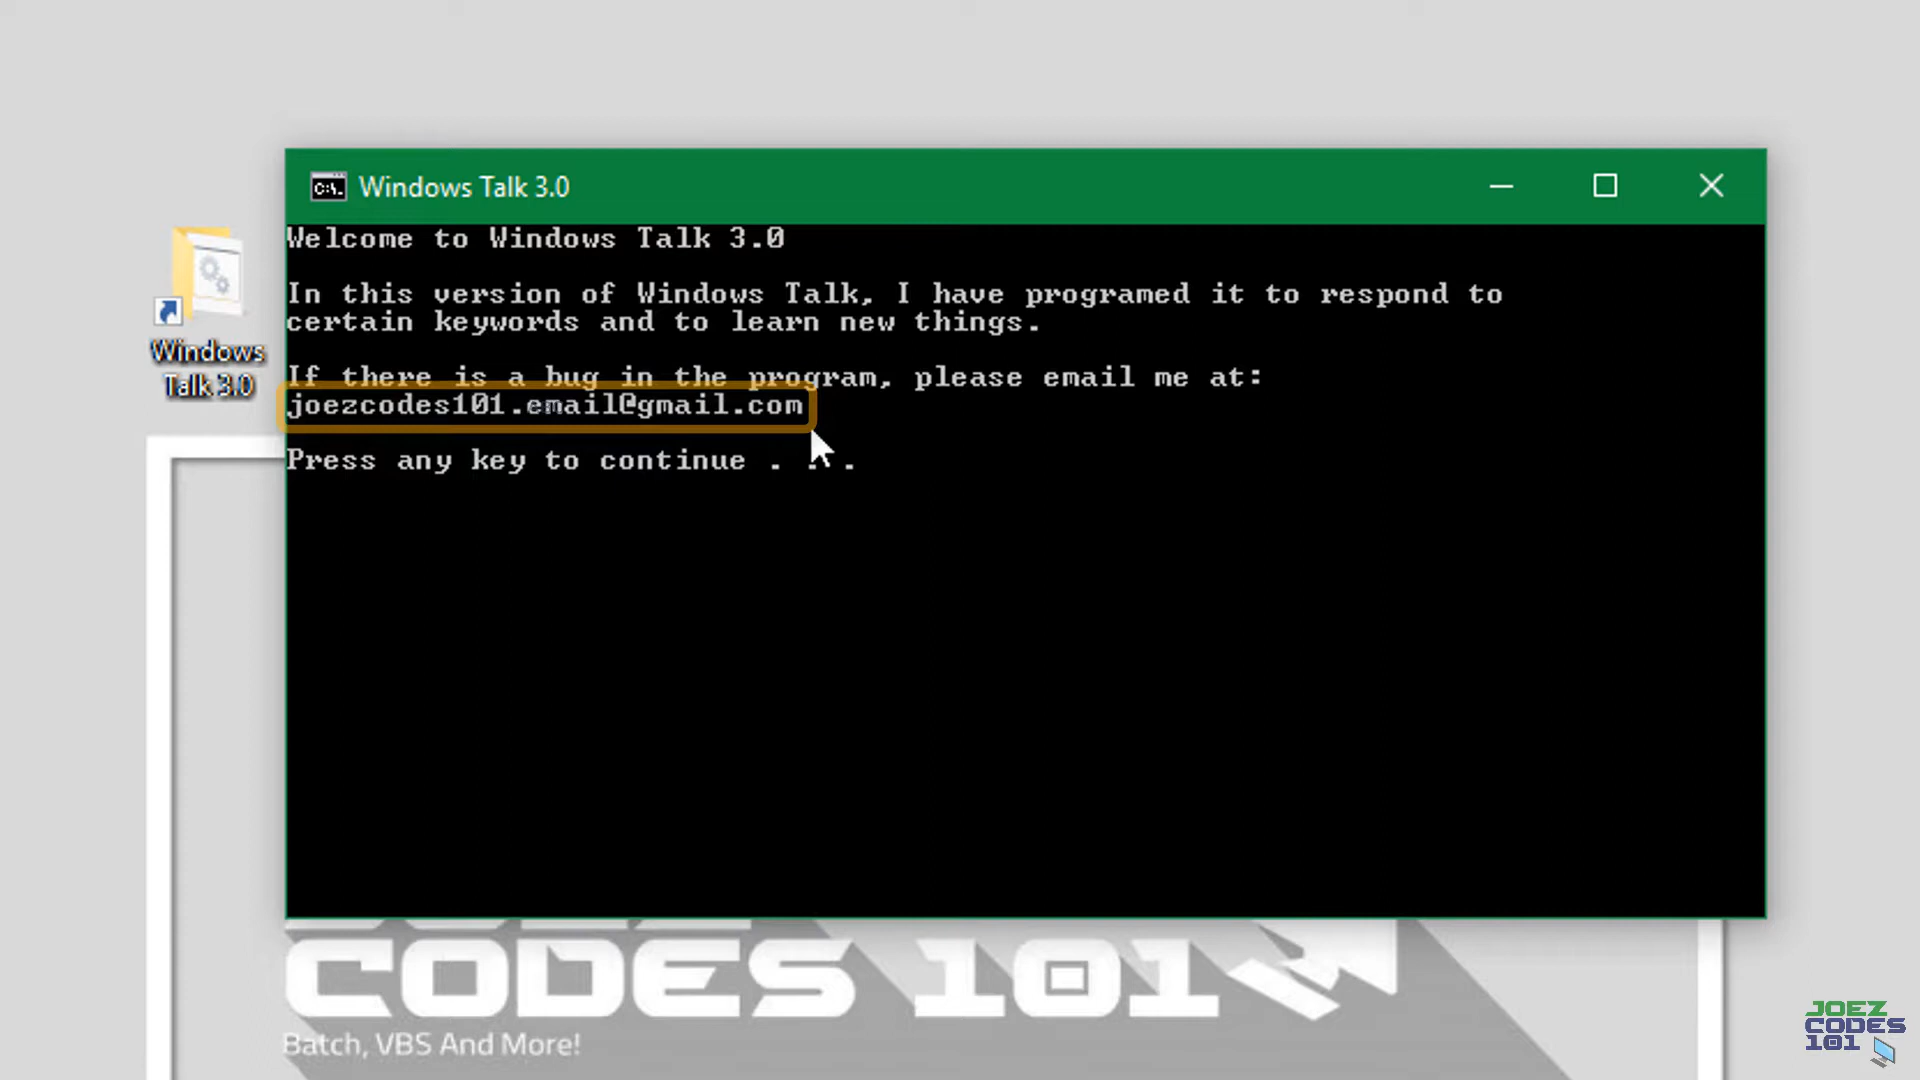 Windows Talk 3.0
Welcome to Windows Talk 3.0
In this version of Windows Talk, I have programed it to respond to
certain keywords and to learn new things.
If there is a bug in the program, please email me at:
joezcodes101.email@gmail.com
Press any key to continue . . .
Windows
Talk 3.0
CODES 101
Batch, VBS And More!
JOEZ
CODES
101